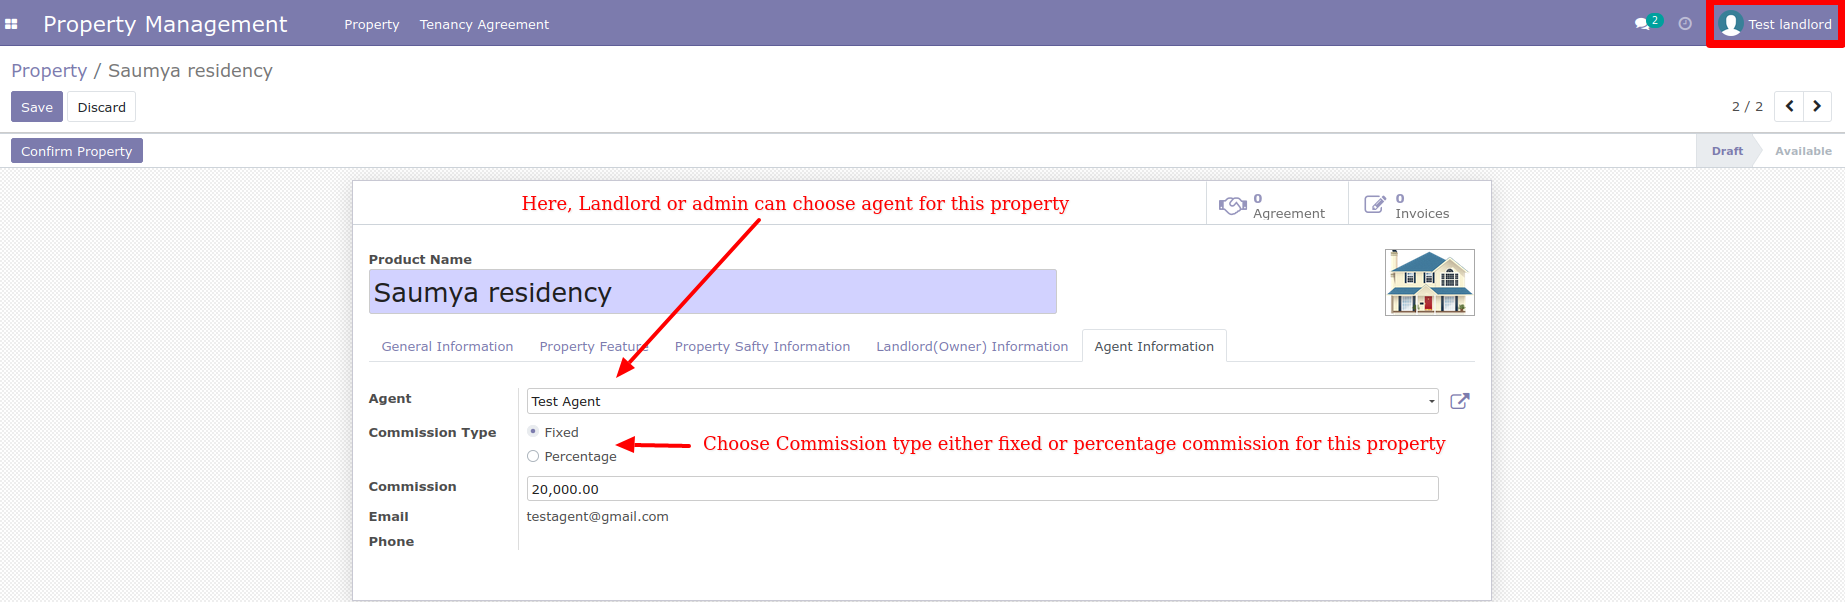 Property Management Property Tenancy Agreement 2 Test landlord
Property / Saumya residency
Save Discard 2 / 2
Confirm Property Draft Available
Here, Landlord or admin can choose agent for this property
0
Agreement
0
Invoices
Product Name
Saumya residency
General Information Property Feature Property Safty Information Landlord(Owner) Information Agent Information
Agent Test Agent
Commission Type Fixed
Choose Commission type either fixed or percentage commission for this property
Percentage
Commission 20,000.00
Email testagent@gmail.com
Phone